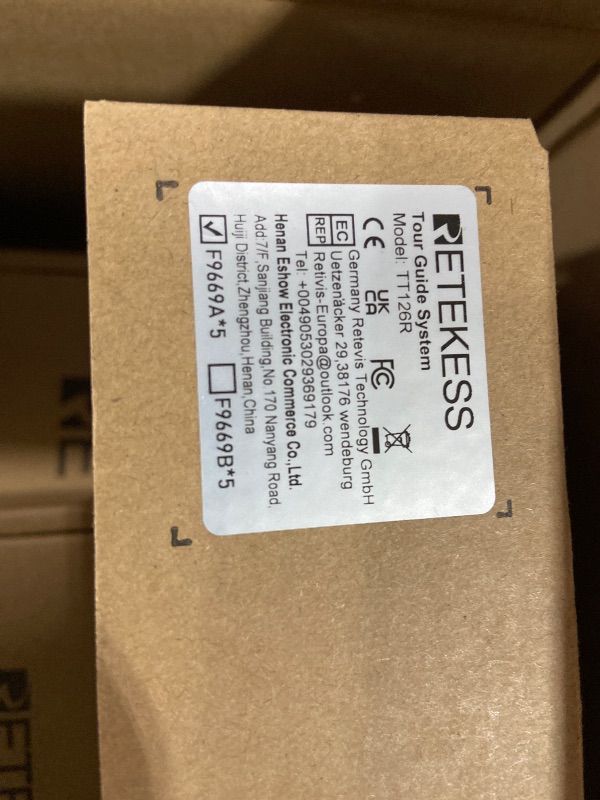 RETEKESS
Tour Guide System
Model: TT126R
CE UK CA FC
EC REP
Germany Retevis Technology GmbH
Uetzenäcker 29,38176 wendeburg
Retivis-Europa@outlook.com
Tel: +0049053029369179
Henan Eshow Electronic Commerce Co.,Ltd.
Add:7/F,Sanjiang Building,No.170 Nanyang Road,
Huiji District,Zhengzhou,Henan,China
☑ F9669A*5 ☐ F9669B*5